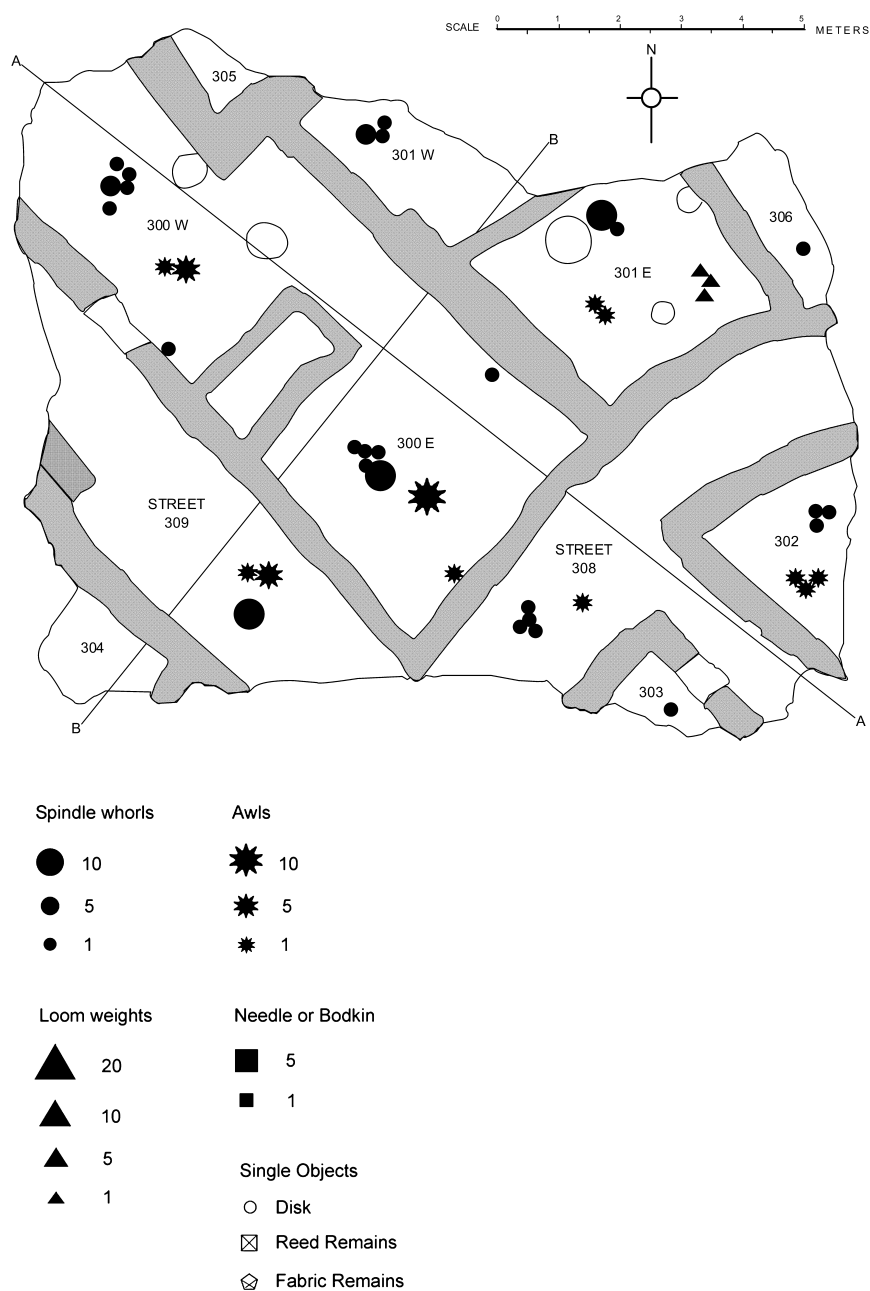 SCALE 0 1 2 3 4 5 METERS
N
A
305
B
301 W
306
300 W
301 E
300 E
STREET
309
STREET
308
302
304
303
B
A
Spindle whorls
10
5
1
Awls
10
5
1
Loom weights
20
10
5
1
Needle or Bodkin
5
1
Single Objects
Disk
Reed Remains
Fabric Remains